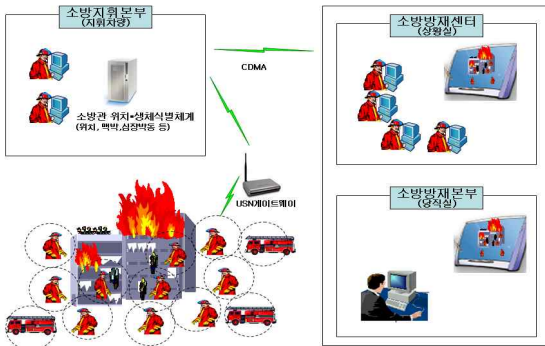 소방지휘본부
(지휘차량)
소방관 위치•생체식별체계
(위치, 맥박,심장박동 등)
CDMA
USN게이트웨이
소방방재센터
(상황실)
소방방재본부
(당직실)